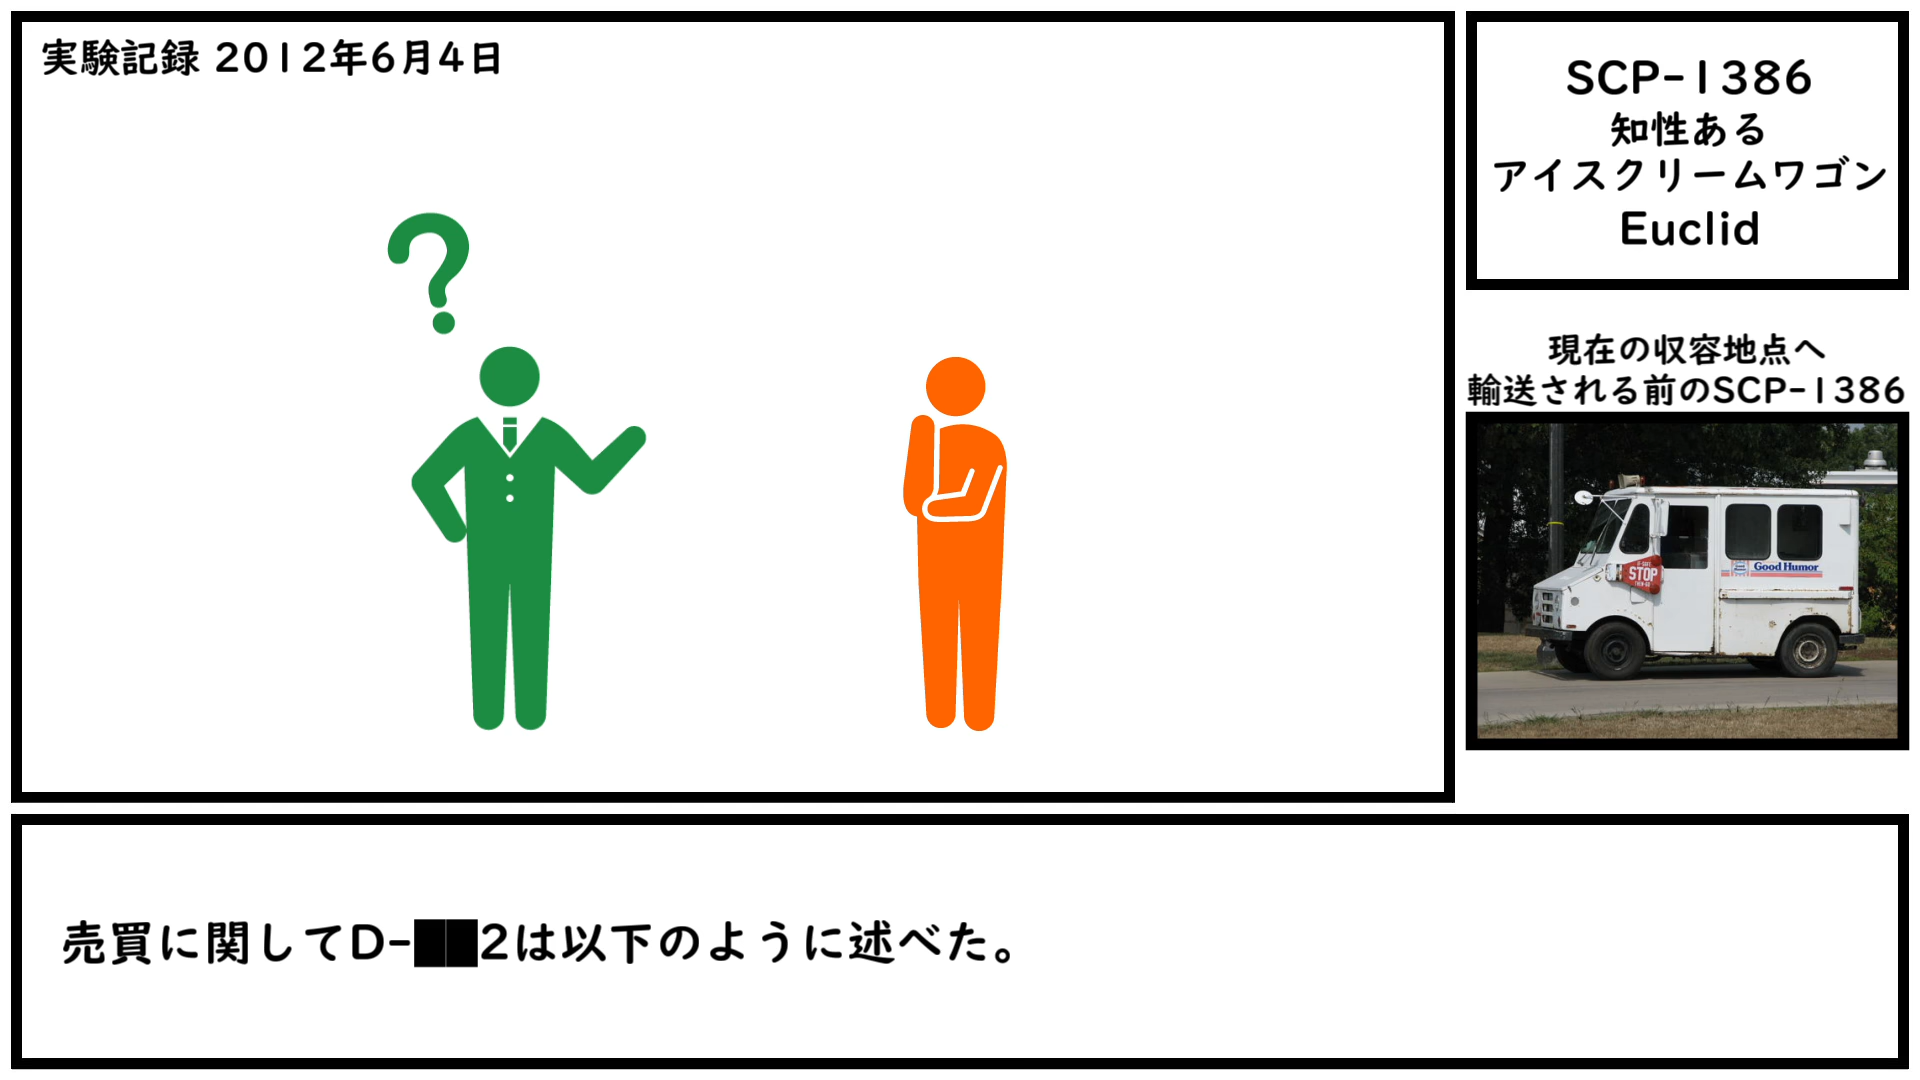 実験記録 2012年6月4日
SCP-1386
知性ある
アイスクリームワゴン
Euclid
現在の収容地点へ
輸送される前のSCP-1386
STOP
Good Humor
売買に関してD-██2は以下のように述べた。